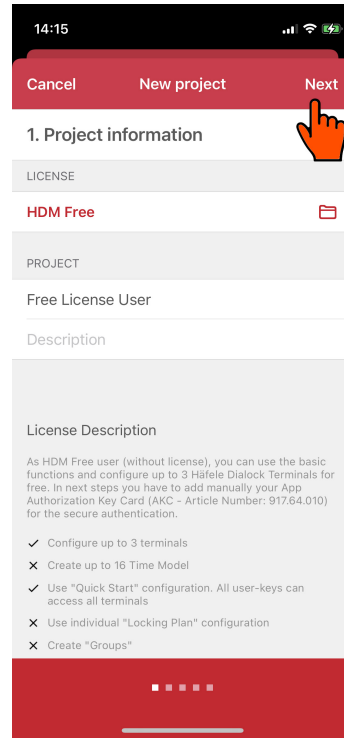 14:15
Cancel New project Next
1. Project information
LICENSE
HDM Free
PROJECT
Free License User
Description
License Description
As HDM Free user (without license), you can use the basic
functions and configure up to 3 Häfele Dialock Terminals for
free. In next steps you have to add manually your App
Authorization Key Card (AKC - Article Number: 917.64.010)
for the secure authentication.
Configure up to 3 terminals
Create up to 16 Time Model
Use "Quick Start" configuration. All user-keys can
access all terminals
Use individual "Locking Plan" configuration
Create "Groups"